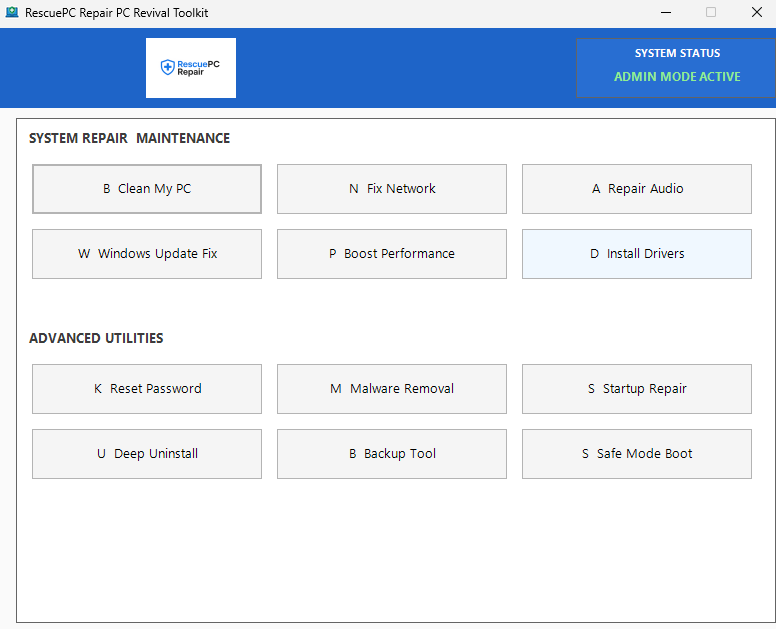 RescuePC Repair PC Revival Toolkit
RescuePC
Repair
SYSTEM STATUS
ADMIN MODE ACTIVE
SYSTEM REPAIR  MAINTENANCE
B  Clean My PC
N  Fix Network
A  Repair Audio
W  Windows Update Fix
P  Boost Performance
D  Install Drivers
ADVANCED UTILITIES
K  Reset Password
M  Malware Removal
S  Startup Repair
U  Deep Uninstall
B  Backup Tool
S  Safe Mode Boot